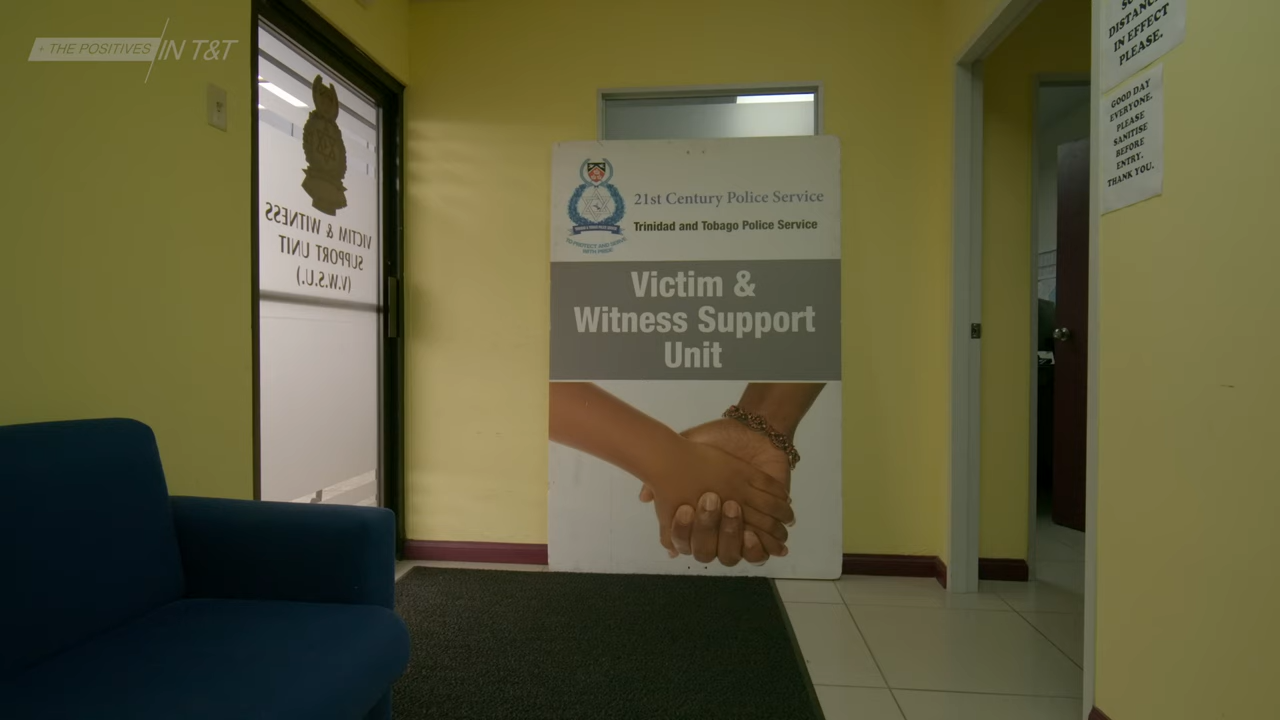 + THE POSITIVES IN T&T
VICTIM & WITNESS
SUPPORT UNIT
(V.W.S.U.)
21st Century Police Service
Trinidad and Tobago Police Service
TO PROTECT AND SERVE
WITH PRIDE
Victim &
Witness Support
Unit
DISTANCE
IN EFFECT
PLEASE.
GOOD DAY
EVERYONE.
PLEASE
SANITISE
BEFORE
ENTRY.
THANK YOU.